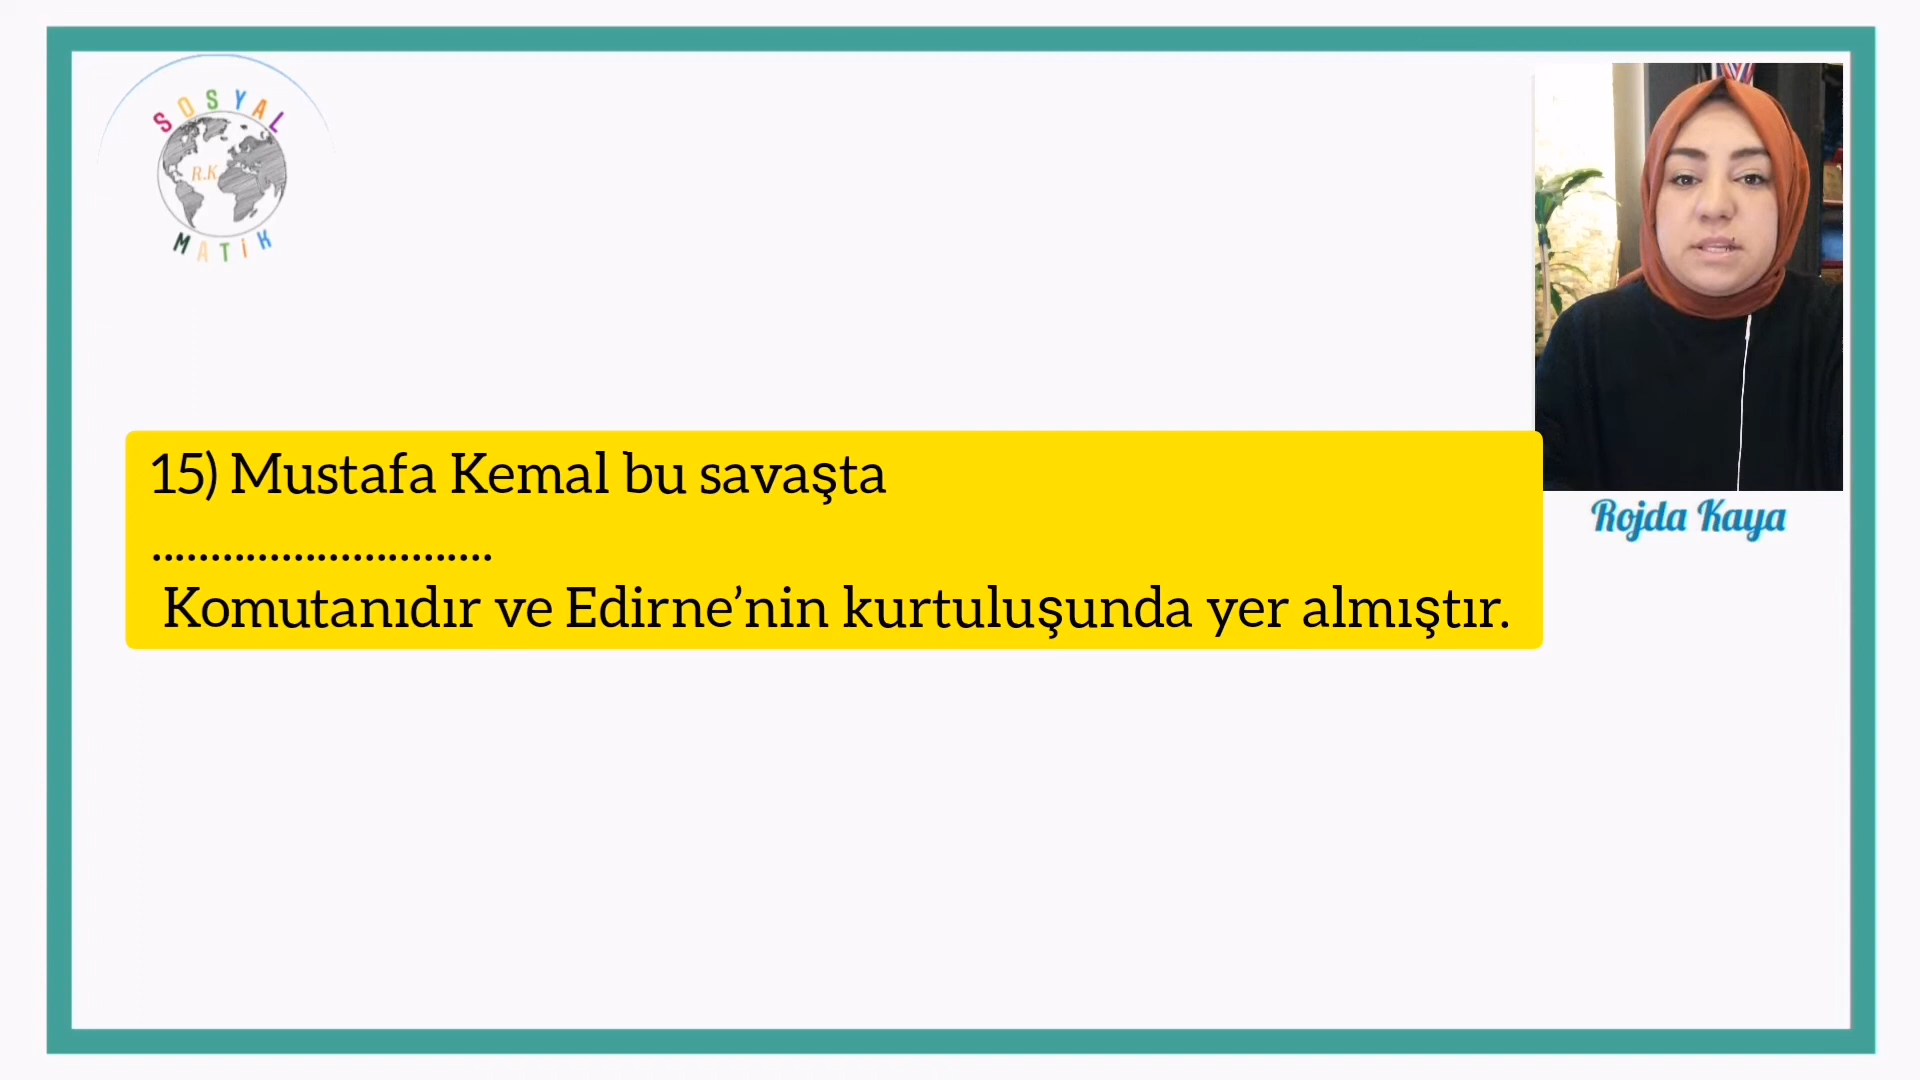 SOSYAL
R.K
MATİK
15) Mustafa Kemal bu savaşta
.............................
Komutanıdır ve Edirne’nin kurtuluşunda yer almıştır.
Rojda Kaya